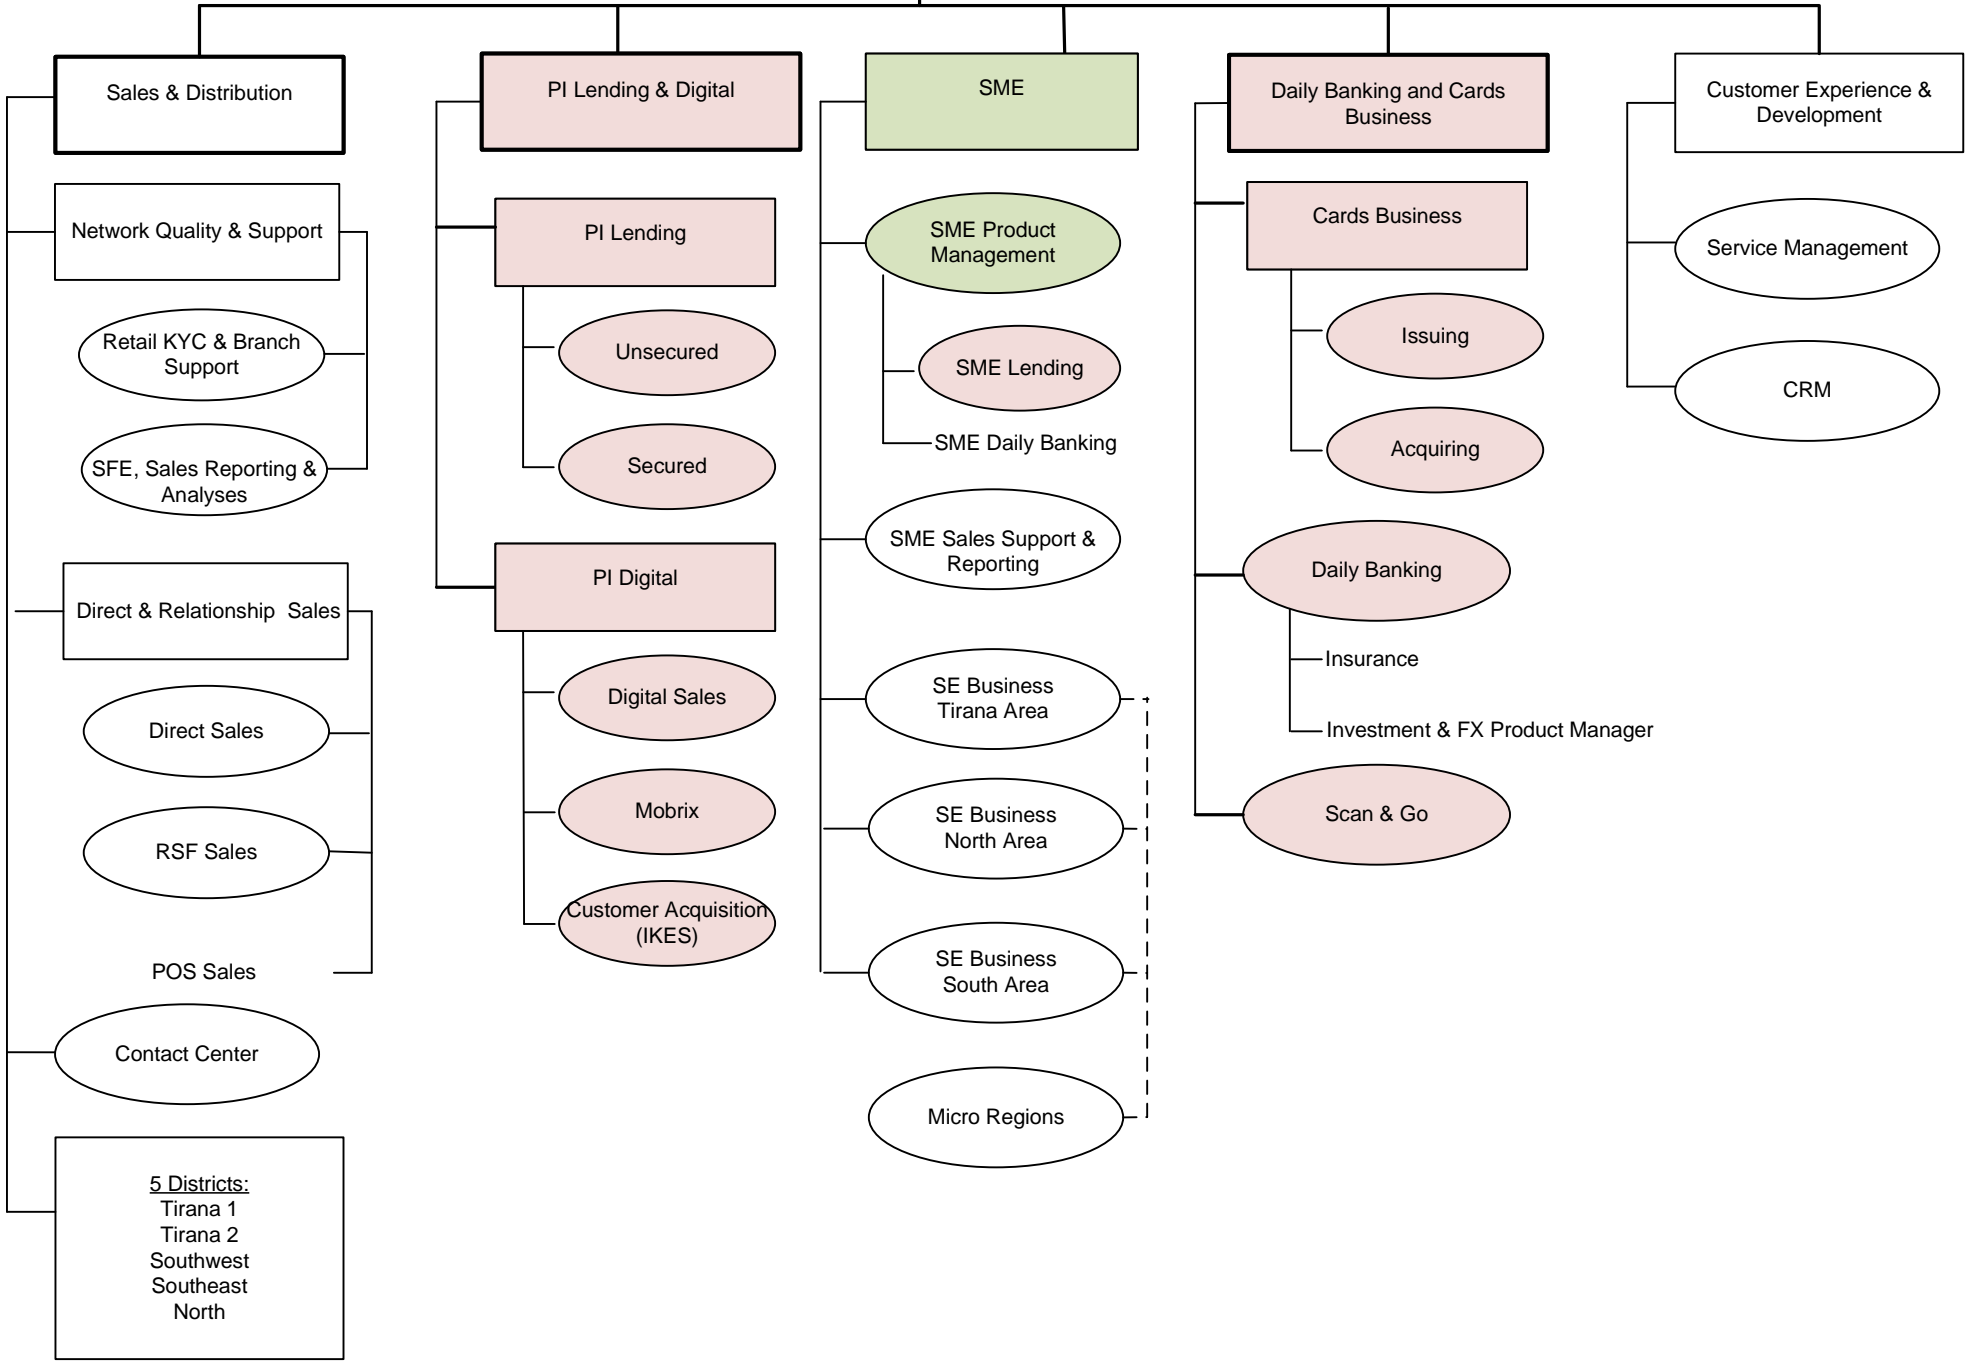 Sales & Distribution
Network Quality & Support
Retail KYC & Branch
Support
SFE, Sales Reporting &
Analyses
Direct & Relationship  Sales
Direct Sales
RSF Sales
POS Sales
Contact Center
5 Districts:
Tirana 1
Tirana 2
Southwest
Southeast
North
PI Lending & Digital
PI Lending
Unsecured
Secured
PI Digital
Digital Sales
Mobrix
Customer Acquisition
(IKES)
SME
SME Product
Management
SME Lending
SME Daily Banking
SME Sales Support &
Reporting
SE Business
Tirana Area
SE Business
North Area
SE Business
South Area
Micro Regions
Daily Banking and Cards
Business
Cards Business
Issuing
Acquiring
Daily Banking
Insurance
Investment & FX Product Manager
Scan & Go
Customer Experience &
Development
Service Management
CRM